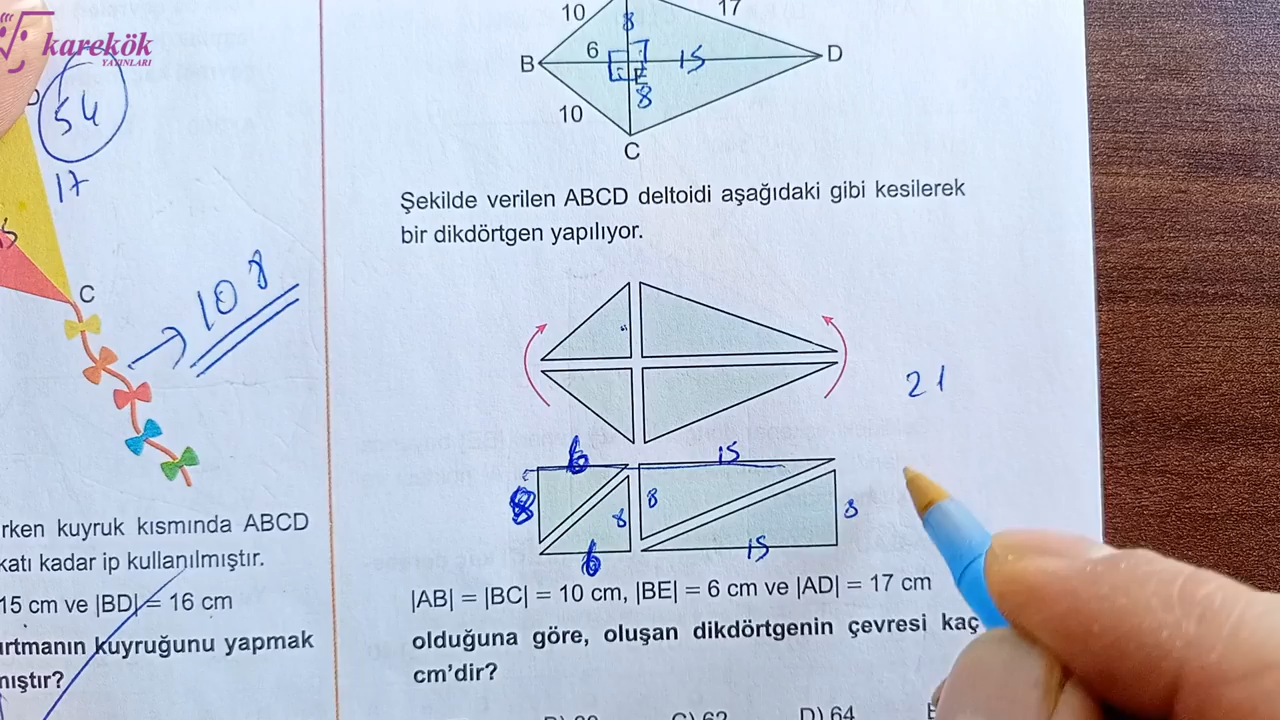 karekök
YAYINLARI
54
17
C
108
rken kuyruk kısmında ABCD
katı kadar ip kullanılmıştır.
15 cm ve |BD| = 16 cm
urtmanın kuyruğunu yapmak
mıştır?
10
17
8
6
B
15
D
E
8
10
C
Şekilde verilen ABCD deltoidi aşağıdaki gibi kesilerek
bir dikdörtgen yapılıyor.
21
6
15
8
8
8
8
6
15
|AB| = |BC| = 10 cm, |BE| = 6 cm ve |AD| = 17 cm
olduğuna göre, oluşan dikdörtgenin çevresi kaç
cm'dir?
C) 62
D) 64